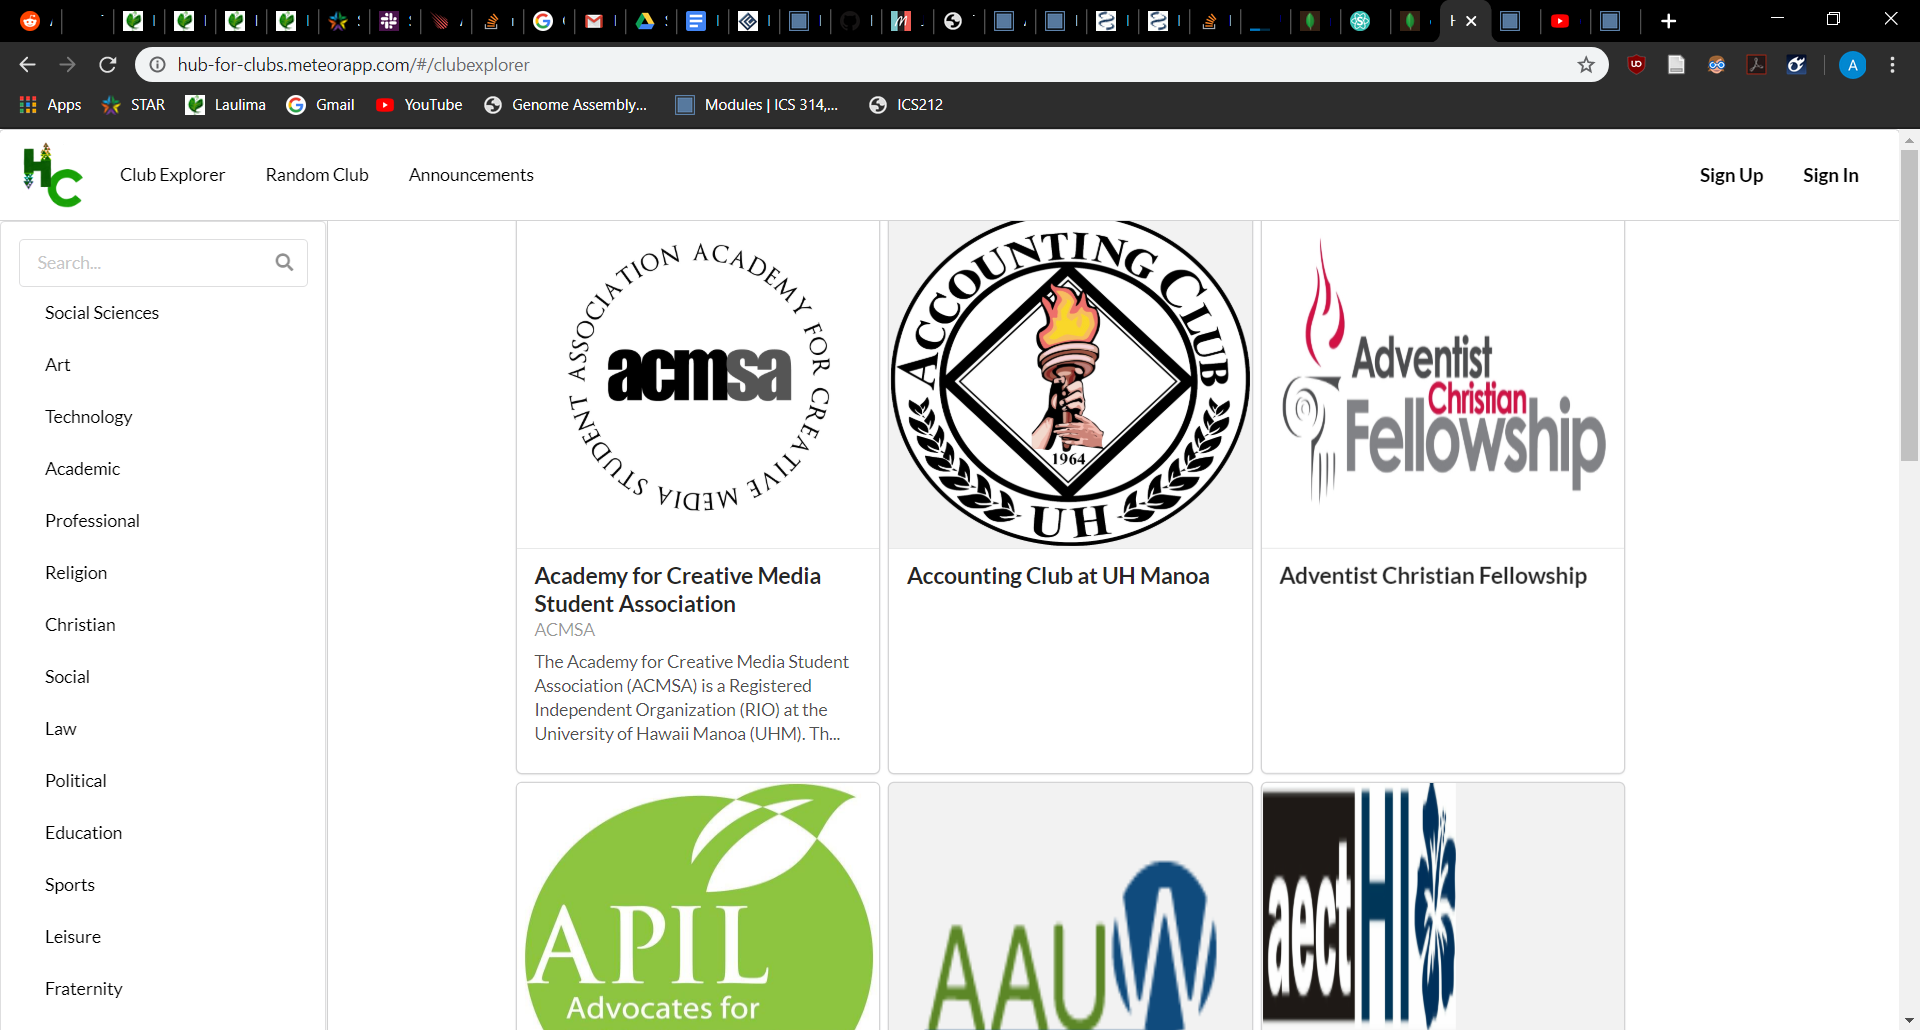 hub-for-clubs.meteorapp.com/#/clubexplorer
A
Apps STAR Laulima Gmail YouTube Genome Assembly... Modules | ICS 314,... ICS212
HC Club Explorer Random Club Announcements Sign Up Sign In
Search...
Social Sciences
Art
Technology
Academic
Professional
Religion
Christian
Social
Law
Political
Education
Sports
Leisure
Fraternity
ACADEMY FOR CREATIVE MEDIA STUDENT ASSOCIATION
acmsa
Academy for Creative Media
Student Association
ACMSA
The Academy for Creative Media Student
Association (ACMSA) is a Registered
Independent Organization (RIO) at the
University of Hawaii Manoa (UHM). Th...
ACCOUNTING CLUB
1964
UH
Accounting Club at UH Manoa
Adventist
Christian
Fellowship
Adventist Christian Fellowship
APIL
Advocates for
AAUW
aect HI